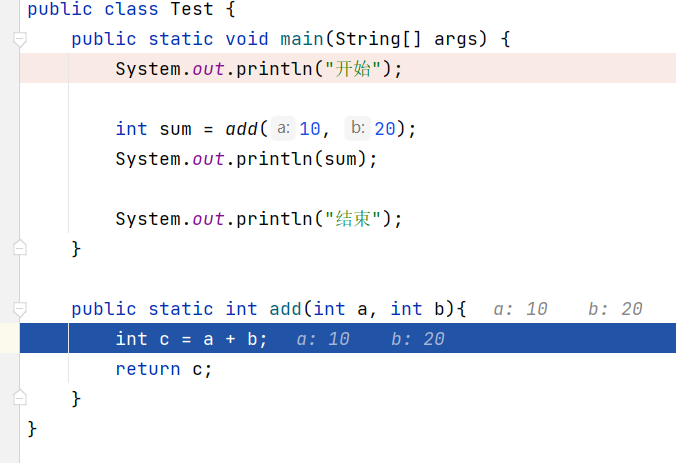 public class Test {
public static void main(String[] args) {
System.out.println("开始");
int sum = add( a: 10, b: 20);
System.out.println(sum);
System.out.println("结束");
}
public static int add(int a, int b){ a: 10 b: 20
int c = a + b; a: 10 b: 20
return c;
}
}